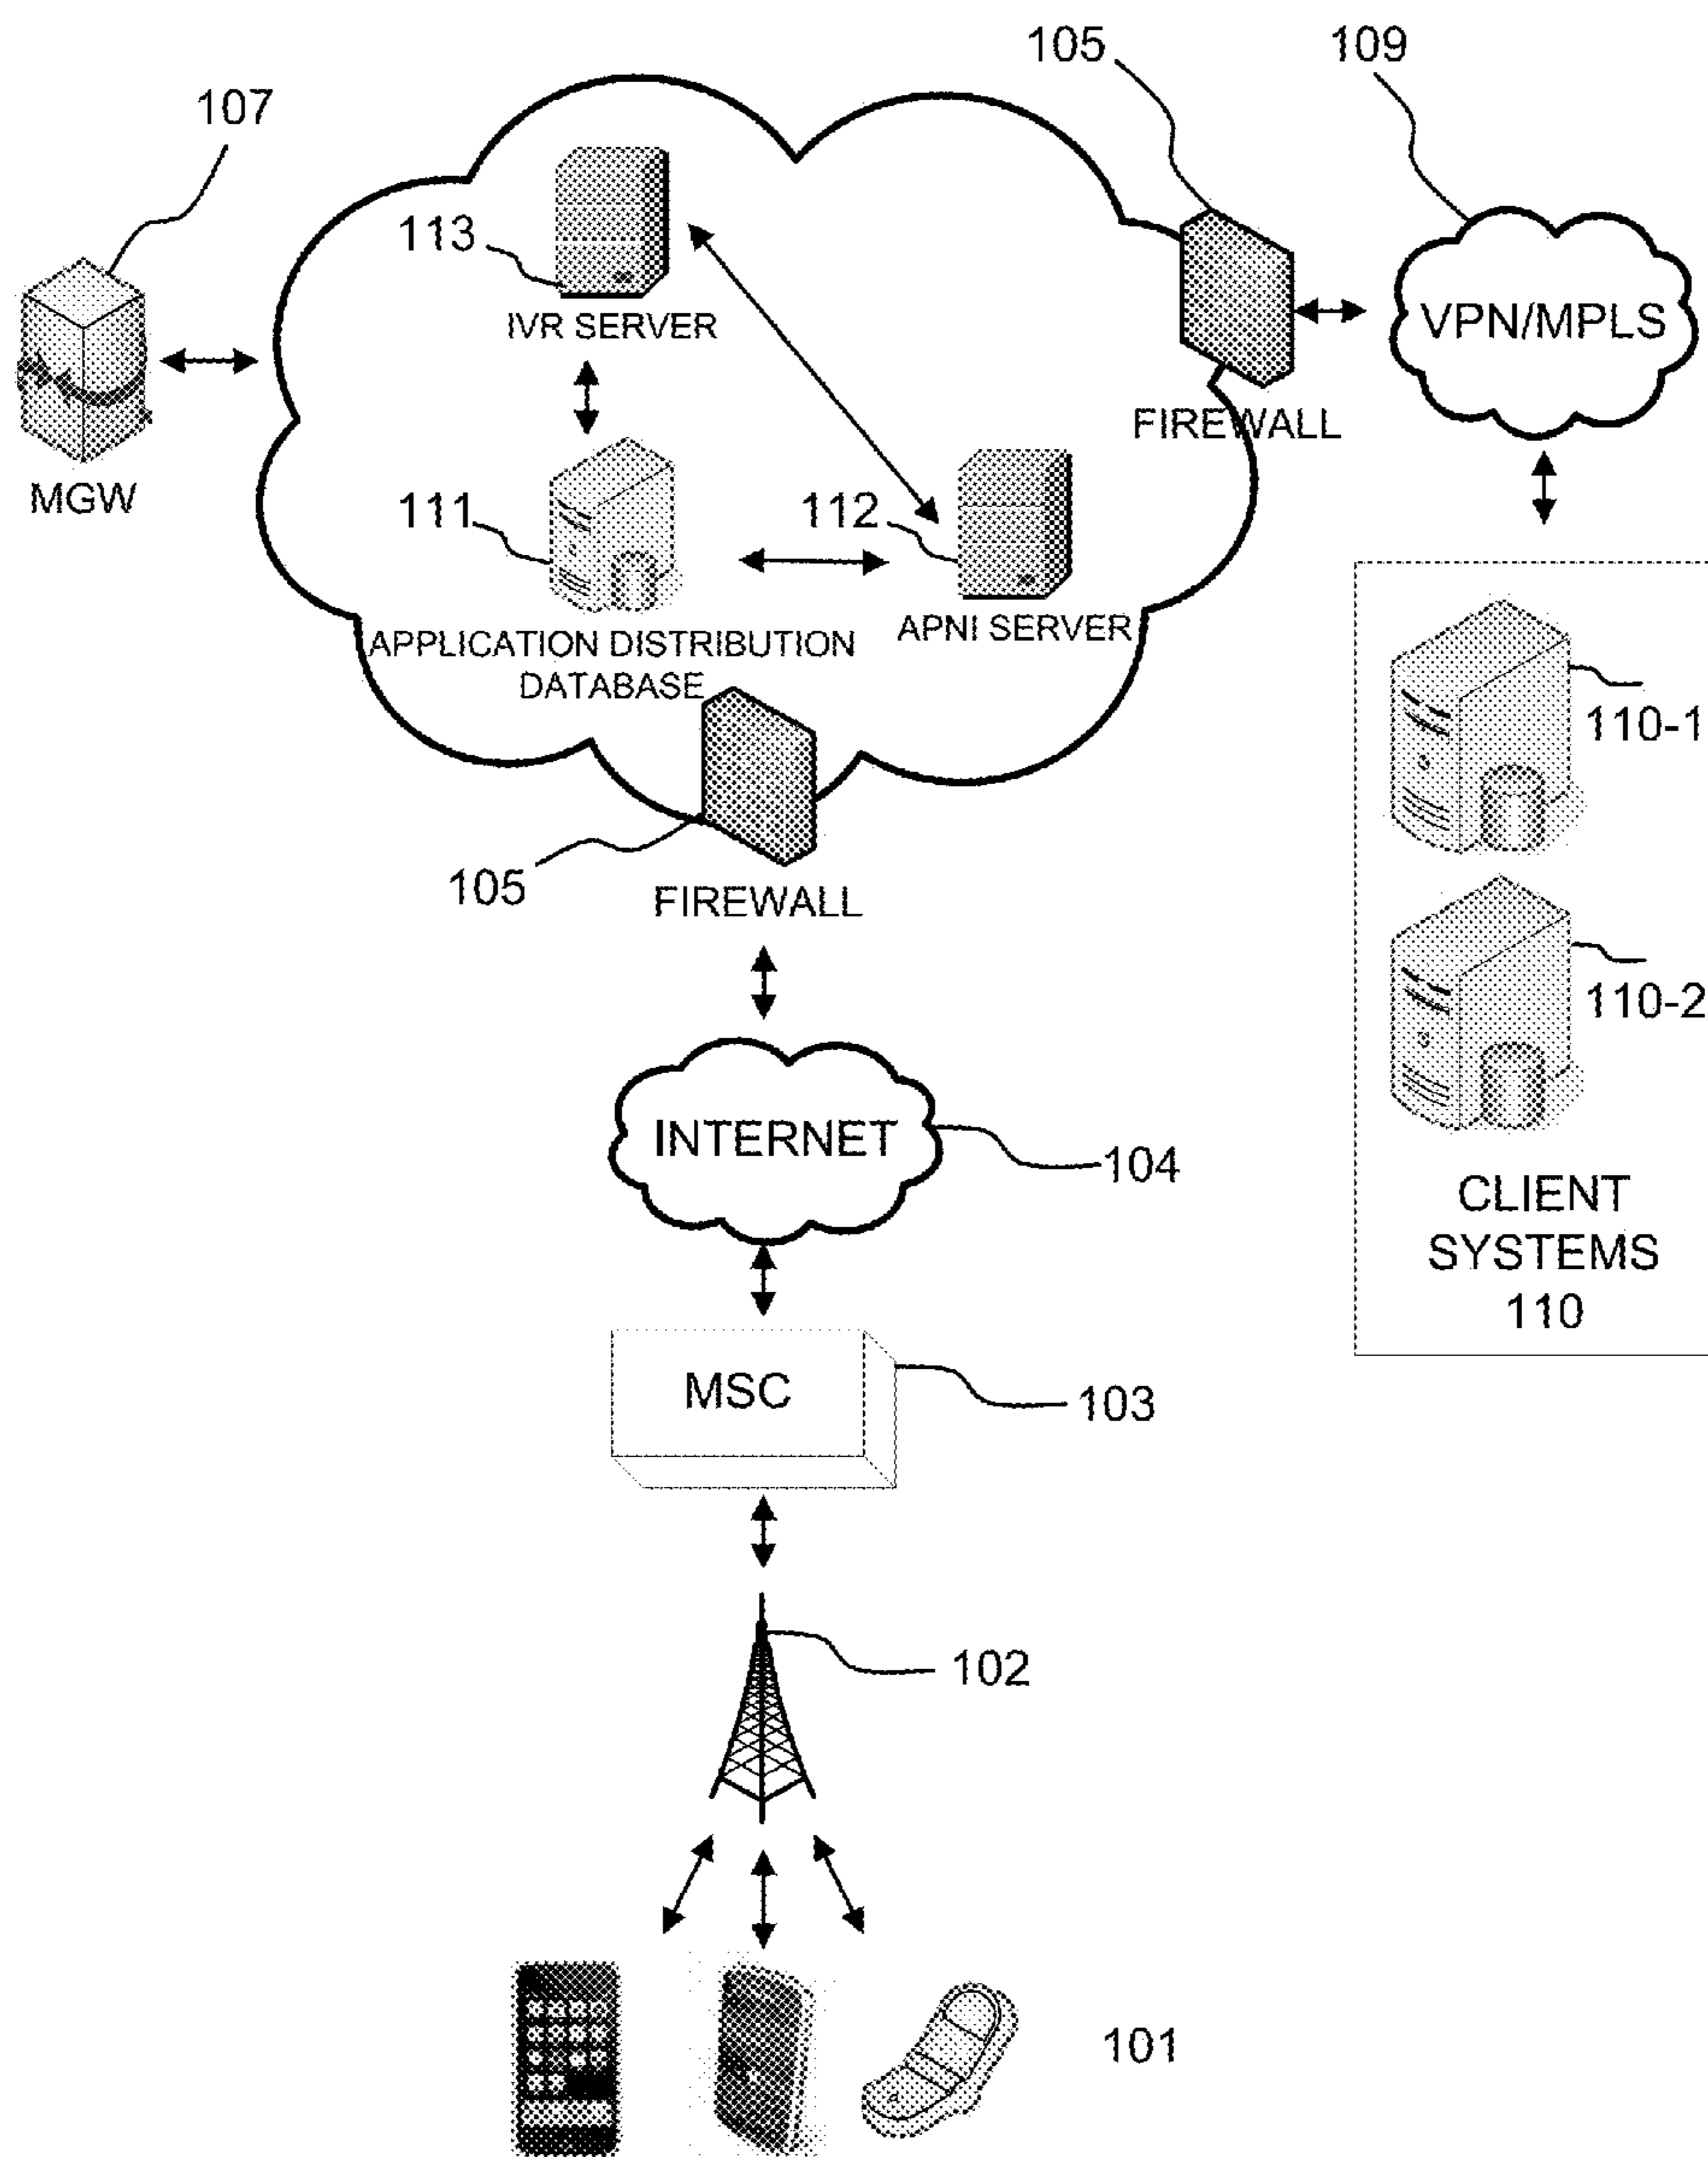 105
109
107
113
IVR SERVER
VPN/MPLS
FIREWALL
MGW
111
112
APPLICATION DISTRIBUTION
DATABASE
APNI SERVER
110-1
105
FIREWALL
110-2
INTERNET
104
CLIENT
SYSTEMS
110
MSC
103
102
101